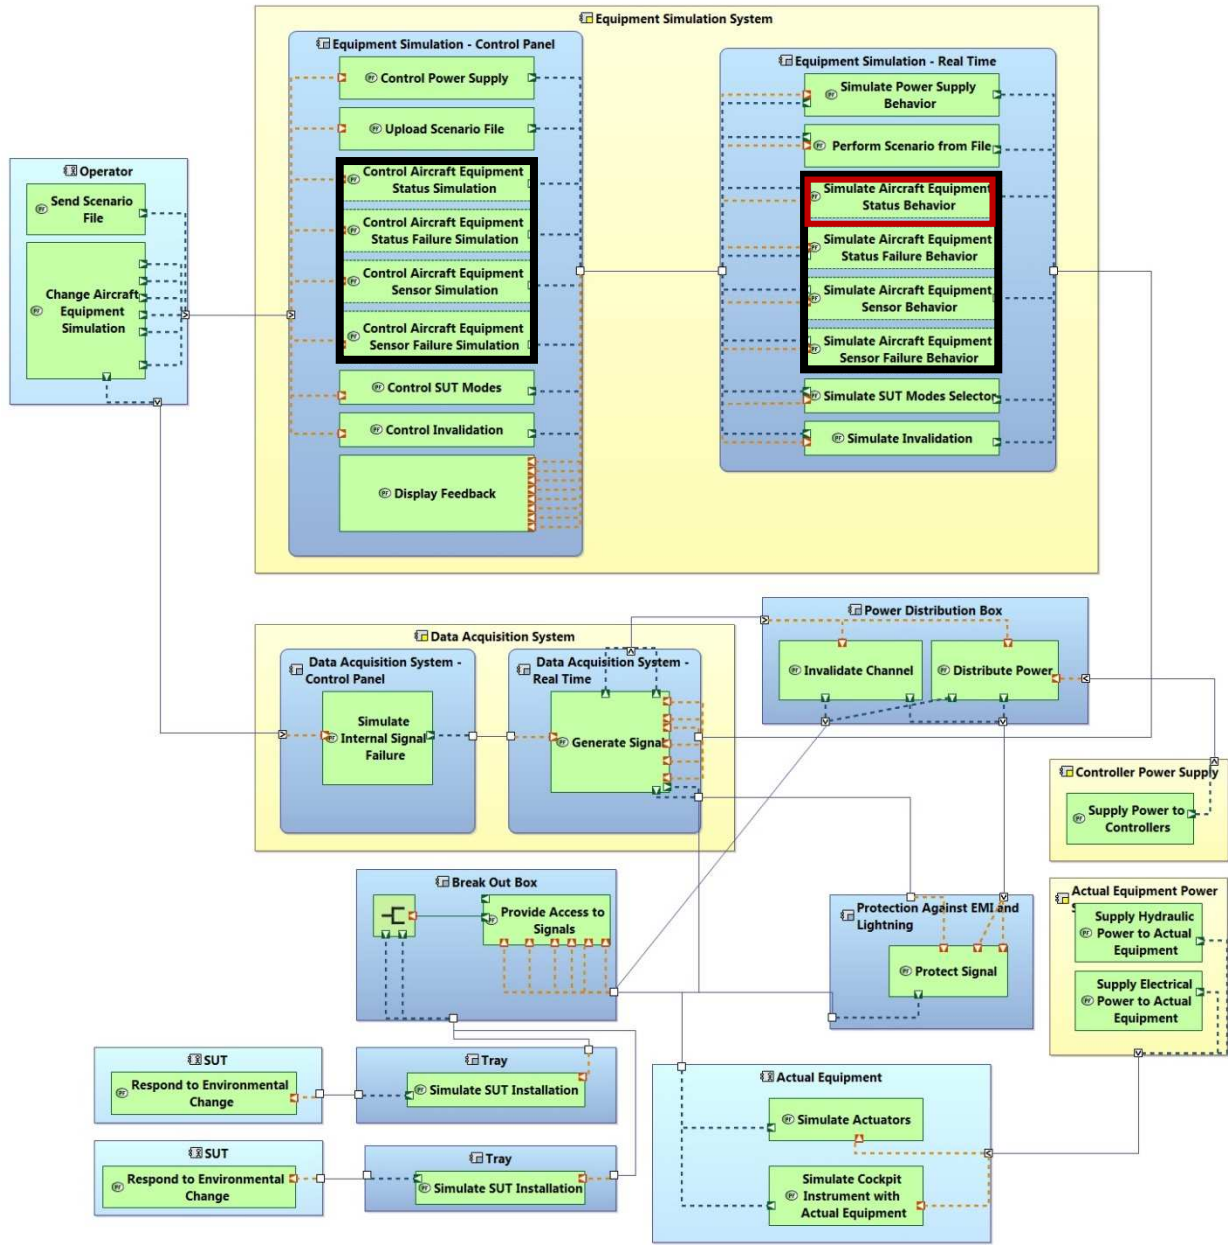 Equipment Simulation System
Equipment Simulation - Control Panel
Control Power Supply
Upload Scenario File
Control Aircraft Equipment
Status Simulation
Control Aircraft Equipment
Status Failure Simulation
Control Aircraft Equipment
Sensor Simulation
Control Aircraft Equipment
Sensor Failure Simulation
Control SUT Modes
Control Invalidation
Display Feedback
Equipment Simulation - Real Time
Simulate Power Supply
Behavior
Perform Scenario from File
Simulate Aircraft Equipment
Status Behavior
Simulate Aircraft Equipment
Status Failure Behavior
Simulate Aircraft Equipment
Sensor Behavior
Simulate Aircraft Equipment
Sensor Failure Behavior
Simulate SUT Modes Selector
Simulate Invalidation
Operator
Send Scenario
File
Change Aircraft
Equipment
Simulation
Data Acquisition System
Data Acquisition System -
Control Panel
Simulate
Internal Signal
Failure
Data Acquisition System -
Real Time
Generate Signal
Power Distribution Box
Invalidate Channel
Distribute Power
Controller Power Supply
Supply Power to
Controllers
Break Out Box
Provide Access to
Signals
Protection Against EMI and
Lightning
Protect Signal
Actual Equipment Power
Supply Hydraulic
Power to Actual
Equipment
Supply Electrical
Power to Actual
Equipment
SUT
Respond to Environmental
Change
Tray
Simulate SUT Installation
SUT
Respond to Environmental
Change
Tray
Simulate SUT Installation
Actual Equipment
Simulate Actuators
Simulate Cockpit
Instrument with
Actual Equipment